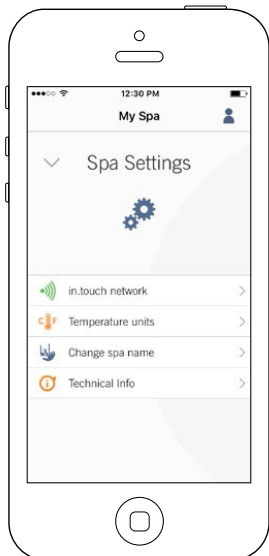 12:30 PM
My Spa
Spa Settings
in.touch network
C F Temperature units
Change spa name
Technical Info